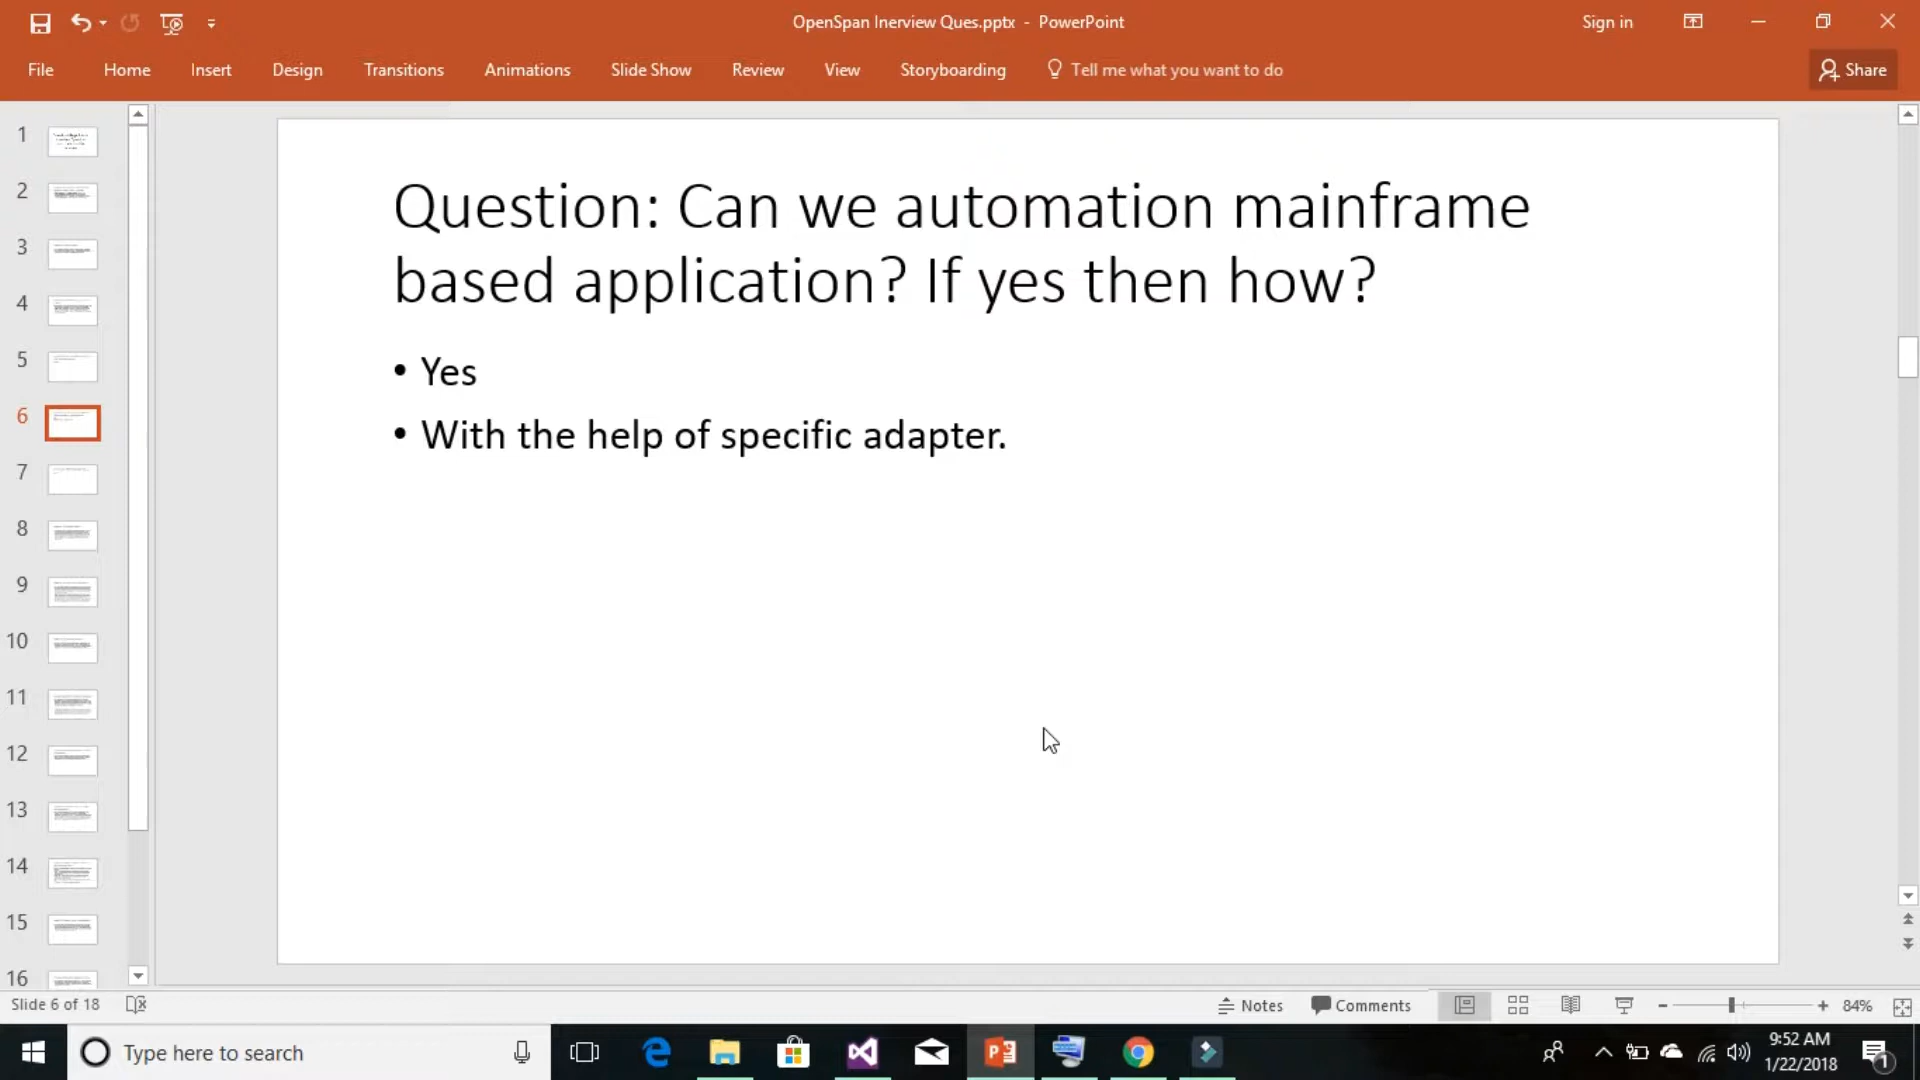 OpenSpan Inerview Ques.pptx - PowerPoint
Sign in
File Home Insert Design Transitions Animations Slide Show Review View Storyboarding Tell me what you want to do Share
1
2
3
4
5
6
7
8
9
10
11
12
13
14
15
16
Question: Can we automation mainframe
based application? If yes then how?
• Yes
• With the help of specific adapter.
Slide 6 of 18
Notes Comments 84%
Type here to search
9:52 AM
1/22/2018
1